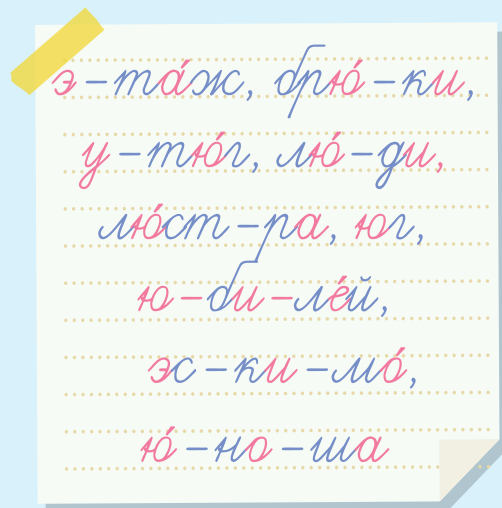 э-та́ж, брю́-ки,
у-тю́г, лю́-ди,
лю́ст-ра, юг,
ю-би-ле́й,
эс-ки-мо́,
ю́-но-ша